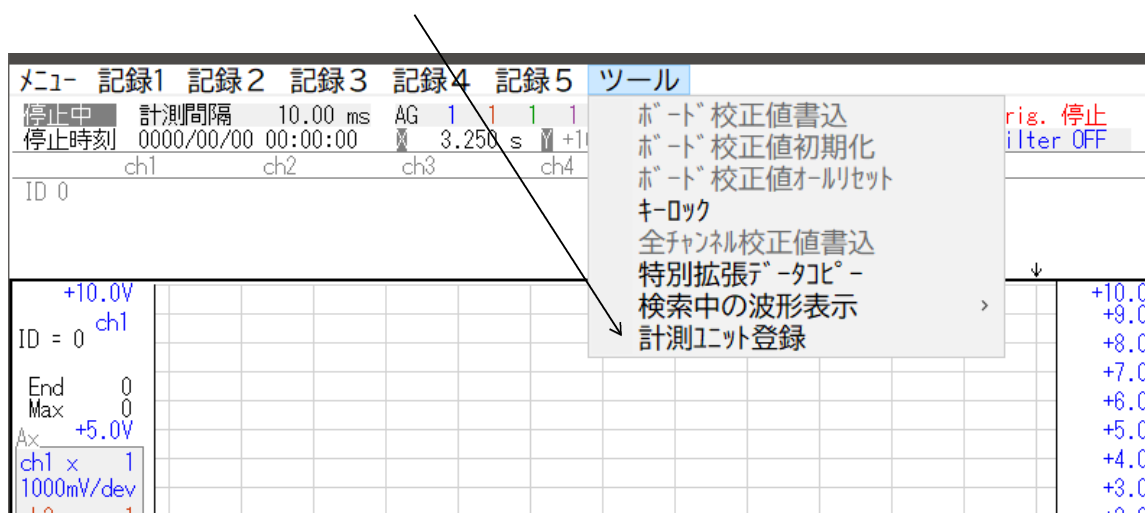 ﾒﾆｭｰ 記録1 記録２ 記録３ 記録４ 記録５ ツール
停止中 計測間隔 10.00 ms AG 1 1 1 1
停止時刻 0000/00/00 00:00:00 X 3.250 s Y +1
rig. 停止
ilter OFF
ch1 ch2 ch3 ch4
ID 0
ﾎﾞｰﾄﾞ校正値書込
ﾎﾞｰﾄﾞ校正値初期化
ﾎﾞｰﾄﾞ校正値ｵｰﾙﾘｾｯﾄ
ｷｰﾛｯｸ
全ﾁｬﾝﾈﾙ校正値書込
特別拡張ﾃﾞｰﾀｺﾋﾟｰ
検索中の波形表示 ›
計測ﾕﾆｯﾄ登録
+10.0V
ch1
ID = 0
End 0
Max 0
+5.0V
Ax
ch1 x 1
1000mV/dev
+10.0
+9.0
+8.0
+7.0
+6.0
+5.0
+4.0
+3.0